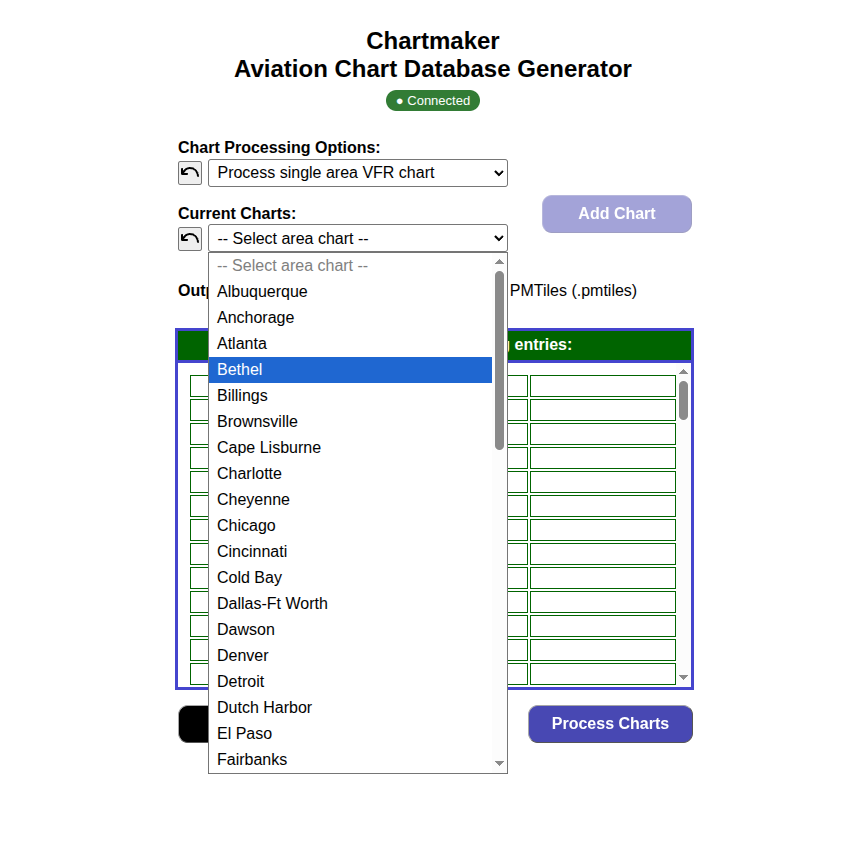 Chartmaker
Aviation Chart Database Generator
● Connected
Chart Processing Options:
Process single area VFR chart
Current Charts:
Add Chart
-- Select area chart --
-- Select area chart --
Albuquerque
Anchorage
Atlanta
Bethel
Billings
Brownsville
Cape Lisburne
Charlotte
Cheyenne
Chicago
Cincinnati
Cold Bay
Dallas-Ft Worth
Dawson
Denver
Detroit
Dutch Harbor
El Paso
Fairbanks
PMTiles (.pmtiles)
entries:
Process Charts